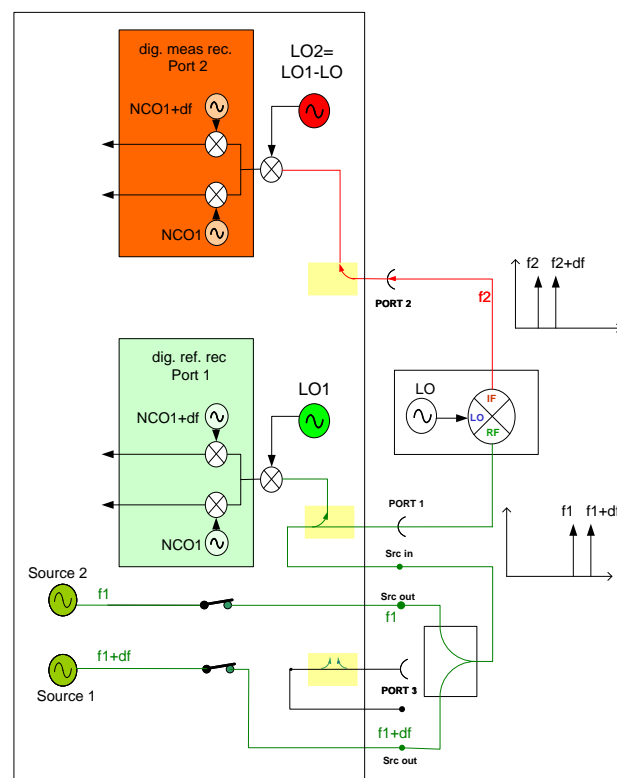 dig. meas rec.
Port 2
LO2=
LO1-LO
NCO1+df
NCO1
f2
f2+df
PORT 2
f2
dig. ref. rec
Port 1
LO1
LO
IF
LO
RF
NCO1+df
NCO1
PORT 1
f1
f1+df
Src in
Source 2
f1
Src out
f1
f1+df
Source 1
PORT 3
f1+df
Src out